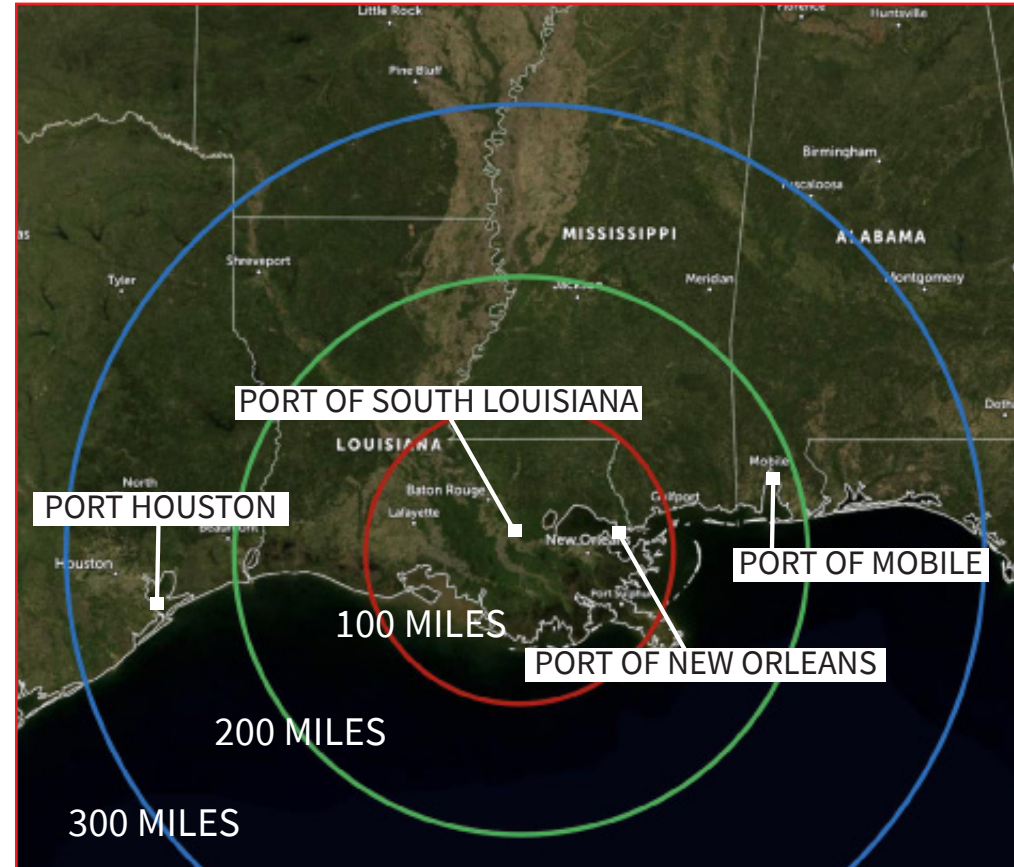 Little Rock
Florence
Huntsville
Pine Bluff
Birmingham
Tuscaloosa
MISSISSIPPI
ALABAMA
as
Shreveport
Tyler
Jackson
Meridian
Montgomery
PORT OF SOUTH LOUISIANA
Doth
LOUISIANA
Mobile
North
Baton Rouge
Gulfport
PORT HOUSTON
Lafayette
Beaumont
New Orleans
Houston
PORT OF MOBILE
Port Sulphur
100 MILES
PORT OF NEW ORLEANS
200 MILES
300 MILES